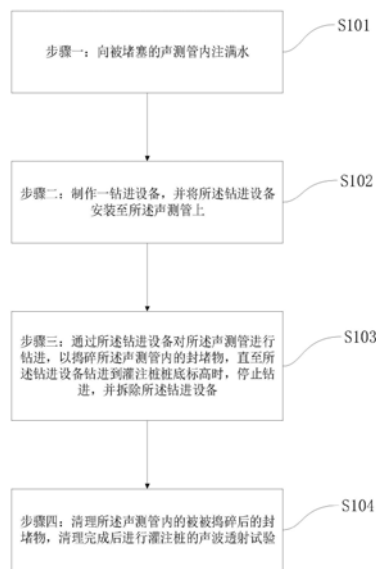 S101
步骤一：向被堵塞的声测管内注满水
S102
步骤二：制作一钻进设备，并将所述钻进设备
安装至所述声测管上
S103
步骤三：通过所述钻进设备对所述声测管进行
钻进，以捣碎所述声测管内的封堵物，直至所
述钻进设备钻进到灌注桩桩底标高时，停止钻
进，并拆除所述钻进设备
S104
步骤四：清理所述声测管内的被被捣碎后的封
堵物，清理完成后进行灌注桩的声波透射试验